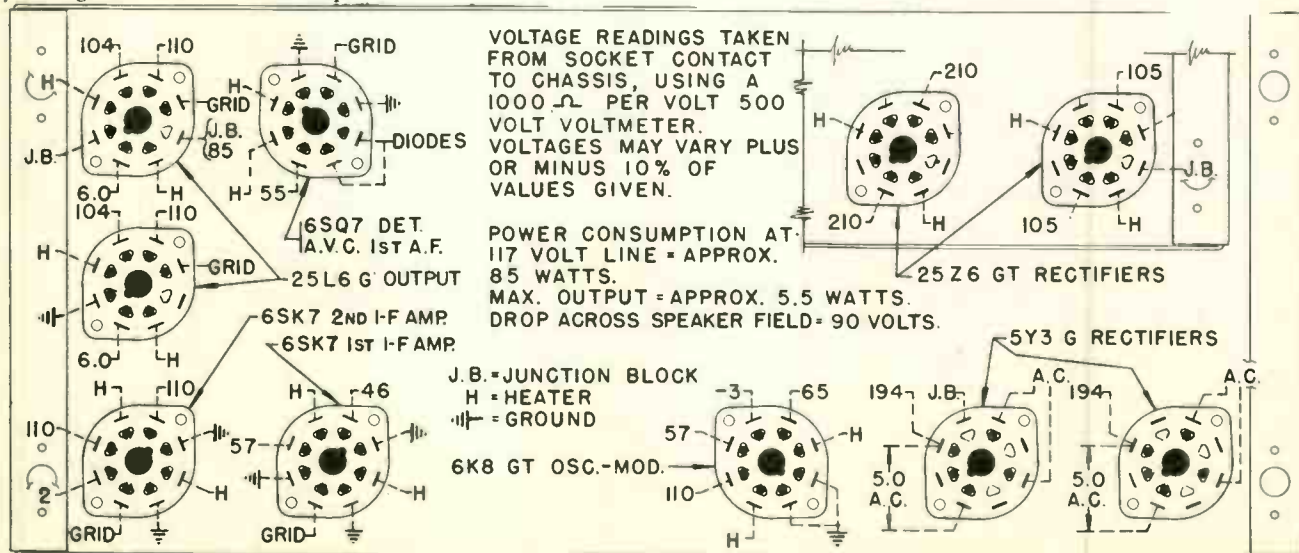 104 110
H
GRID
J.B.
85
J.B.
6.0 H
GRID
H
DIODES
H 55
6SQ7 DET.
A.V.C. 1ST A.F.
104 110
H
GRID
25L6 G OUTPUT
6.0 H
VOLTAGE READINGS TAKEN
FROM SOCKET CONTACT
TO CHASSIS, USING A
1000 Ω PER VOLT 500
VOLT VOLTMETER.
VOLTAGES MAY VARY PLUS
OR MINUS 10% OF
VALUES GIVEN.
POWER CONSUMPTION AT
117 VOLT LINE = APPROX.
85 WATTS.
MAX. OUTPUT = APPROX. 5.5 WATTS.
DROP ACROSS SPEAKER FIELD = 90 VOLTS.
210
H
210 H
105
H
J.B.
105 H
25Z6 GT RECTIFIERS
6SK7 2ND I-F AMP.
6SK7 1ST I-F AMP.
H 110
110
2 H
GRID
H 46
57
H
GRID
J.B. = JUNCTION BLOCK
H = HEATER
= GROUND
-3 65
57 H
6K8 GT OSC.-MOD.
110
H
5Y3 G RECTIFIERS
194 J.B. A.C.
5.0
A.C.
194 A.C.
5.0
A.C.